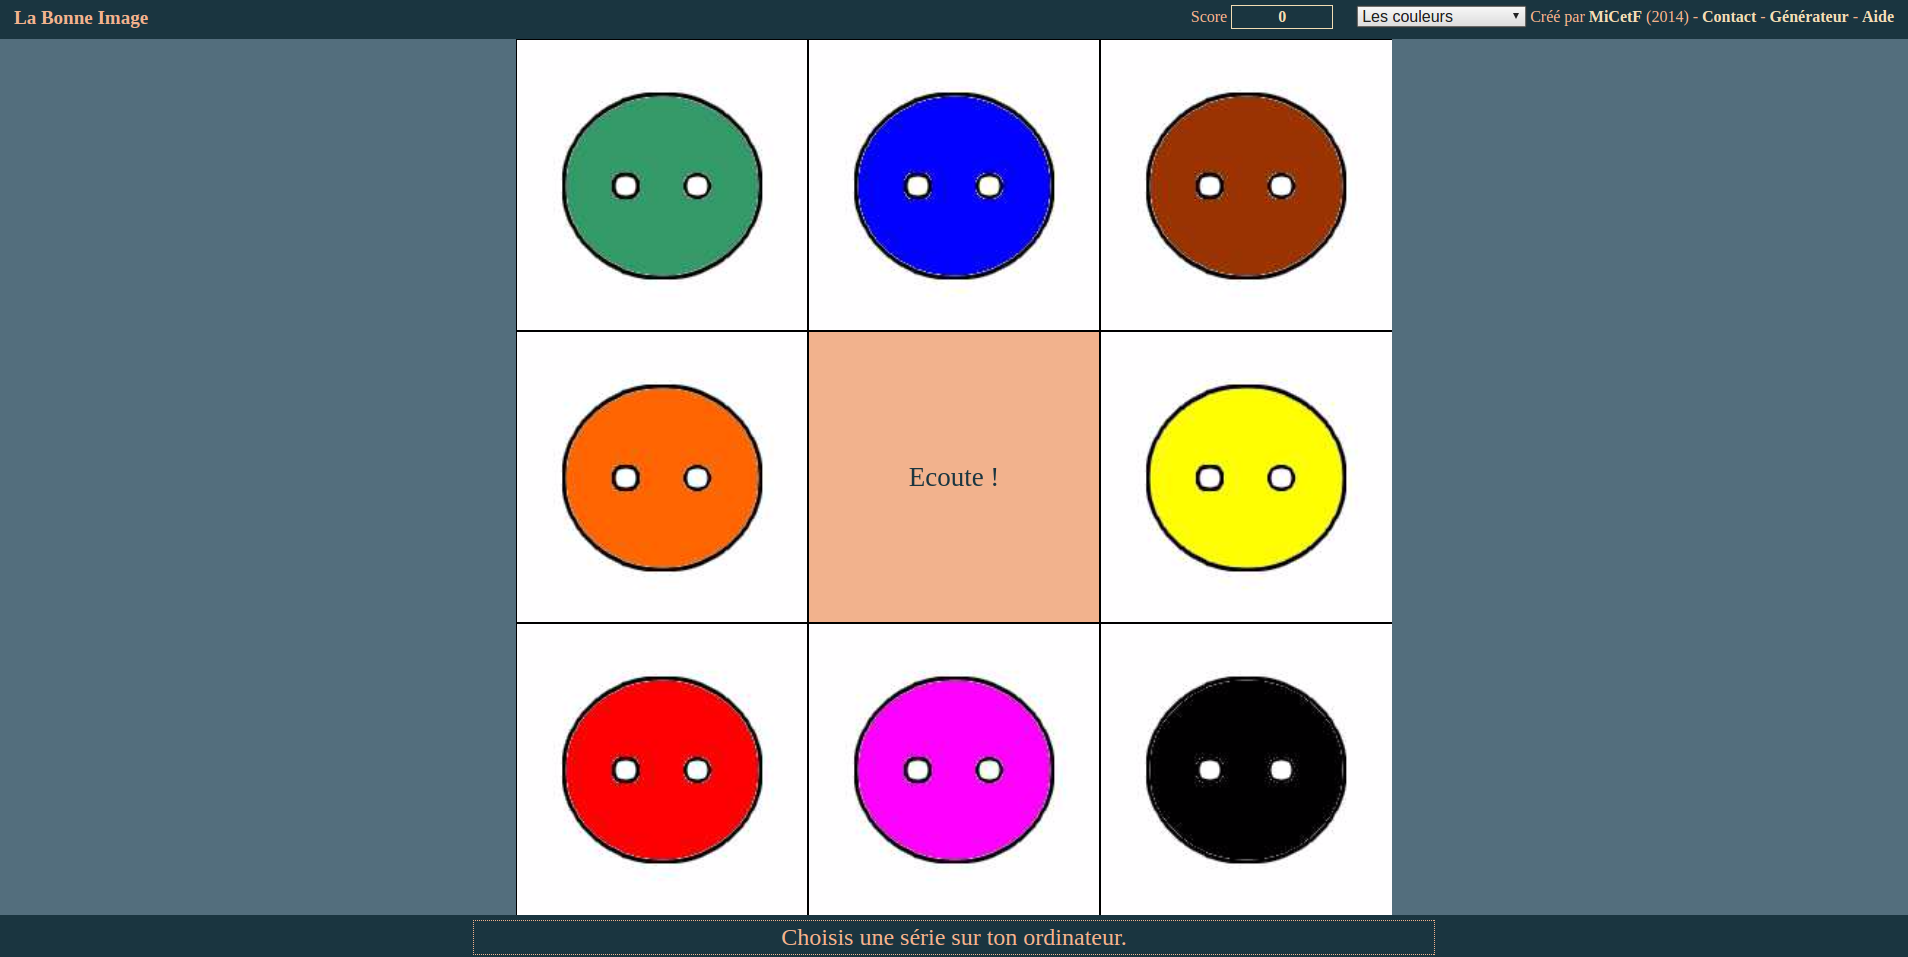 La Bonne Image
Score 0 Les couleurs Créé par MiCetF (2014) - Contact - Générateur - Aide
Ecoute !
Choisis une série sur ton ordinateur.